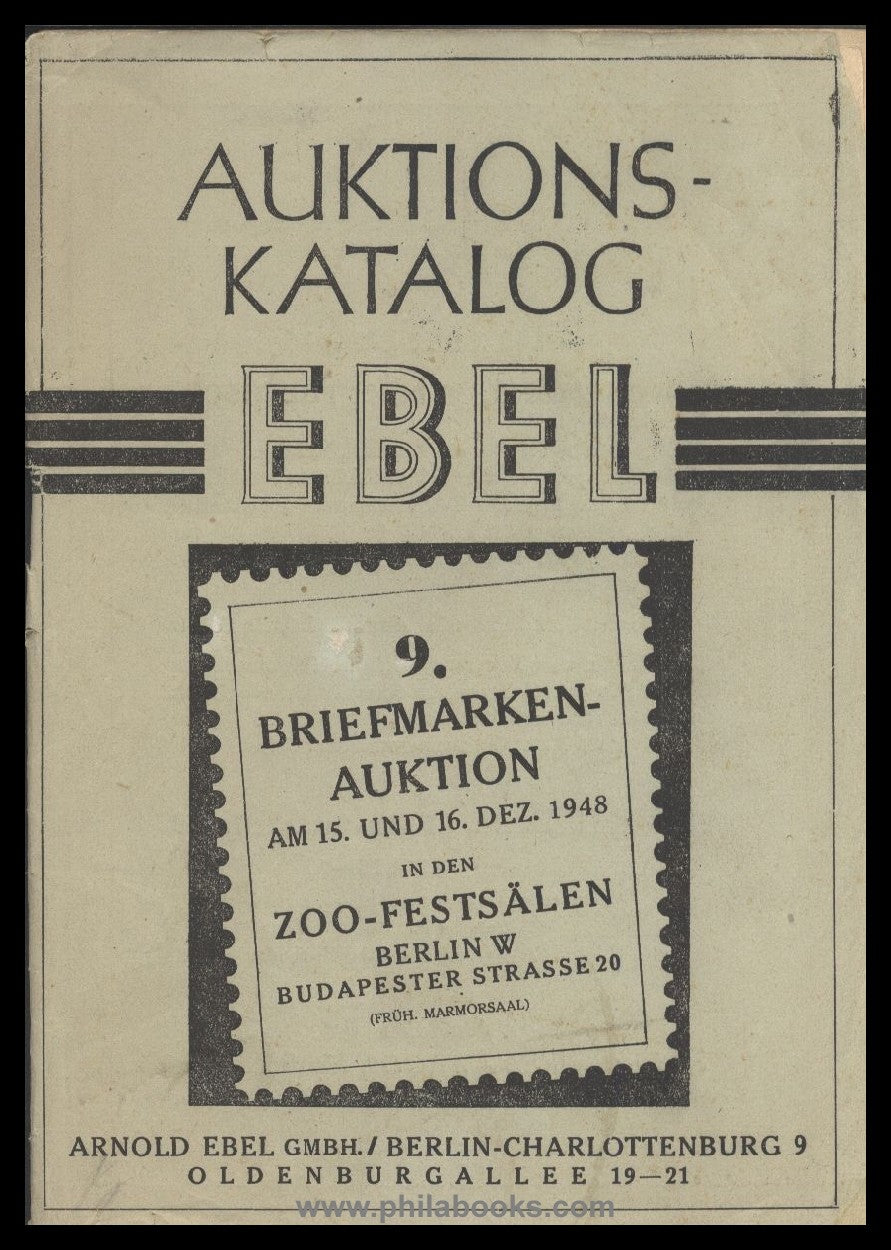 AUKTIONS-
KATALOG
EBEL
9.
BRIEFMARKEN-
AUKTION
AM 15. UND 16. DEZ. 1948
IN DEN
ZOO-FESTSÄLEN
BERLIN W
BUDAPESTER STRASSE 20
(FRÜH. MARMORSAAL)
ARNOLD EBEL GMBH. / BERLIN-CHARLOTTENBURG 9
OLDENBURGALLEE 19—21
www.philabooks.com